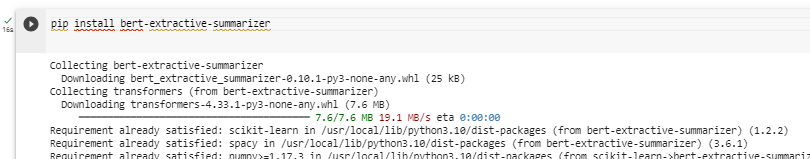 pip install bert-extractive-summarizer
16s
Collecting bert-extractive-summarizer
Downloading bert_extractive_summarizer-0.10.1-py3-none-any.whl (25 kB)
Collecting transformers (from bert-extractive-summarizer)
Downloading transformers-4.33.1-py3-none-any.whl (7.6 MB)
7.6/7.6 MB 19.1 MB/s eta 0:00:00
Requirement already satisfied: scikit-learn in /usr/local/lib/python3.10/dist-packages (from bert-extractive-summarizer) (1.2.2)
Requirement already satisfied: spacy in /usr/local/lib/python3.10/dist-packages (from bert-extractive-summarizer) (3.6.1)
Requirement already satisfied: numpy>=1.17.3 in /usr/local/lib/python3.10/dist-packages (from scikit-learn->bert-extractive-summari